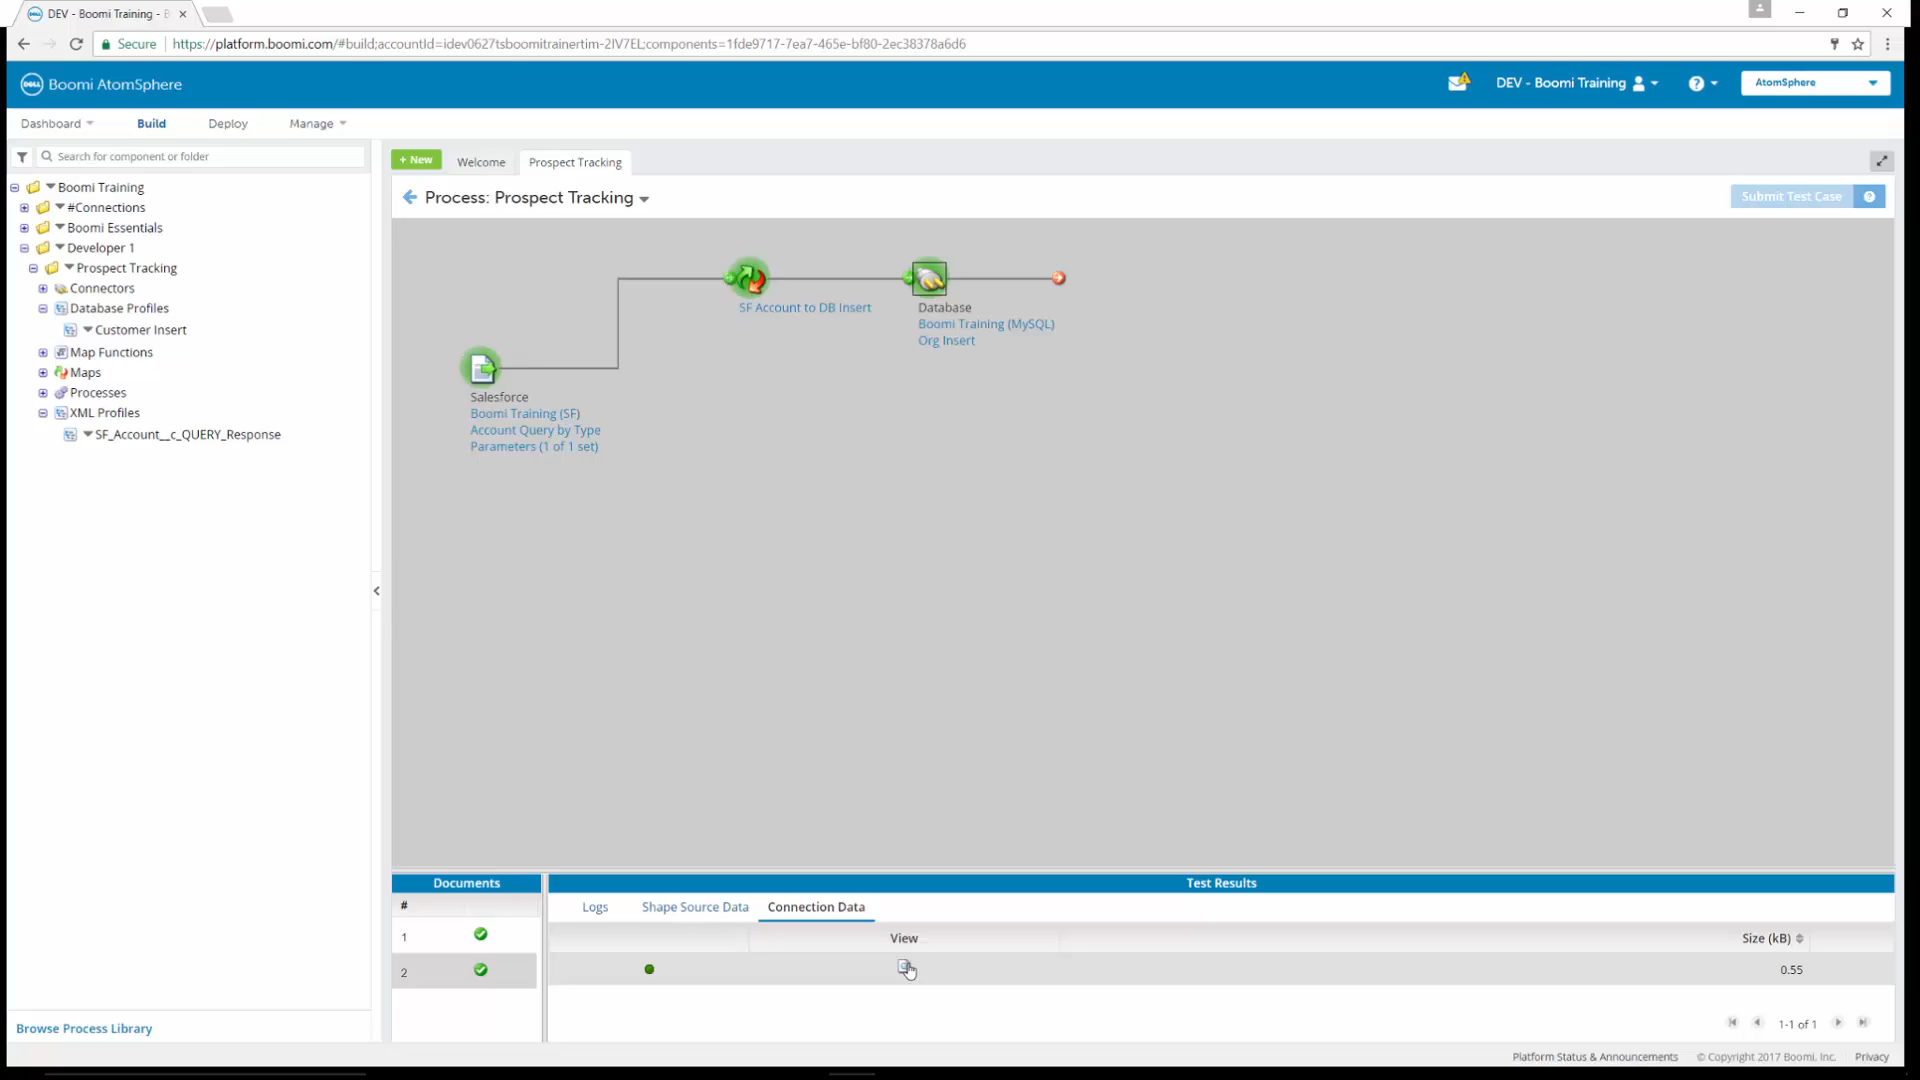 DEV - Boomi Training - B
Secure
https://platform.boomi.com/#build;accountId=idev0627tsboomitrainertim-2IV7EL;components=1fde9717-7ea7-465e-bf80-2ec38378a6d6
DELL Boomi AtomSphere
DEV - Boomi Training
?
AtomSphere
Dashboard
Build
Deploy
Manage
Search for component or folder
+ New
Welcome
Prospect Tracking
Process: Prospect Tracking
Submit Test Case
?
Boomi Training
#Connections
Boomi Essentials
Developer 1
Prospect Tracking
Connectors
Database Profiles
Customer Insert
Map Functions
Maps
Processes
XML Profiles
SF_Account__c_QUERY_Response
SF Account to DB Insert
Database
Boomi Training (MySQL)
Org Insert
Salesforce
Boomi Training (SF)
Account Query by Type
Parameters (1 of 1 set)
Documents
Test Results
#
Logs
Shape Source Data
Connection Data
1
View
Size (kB)
2
0.55
1-1 of 1
Browse Process Library
Platform Status & Announcements
© Copyright 2017 Boomi, Inc.
Privacy